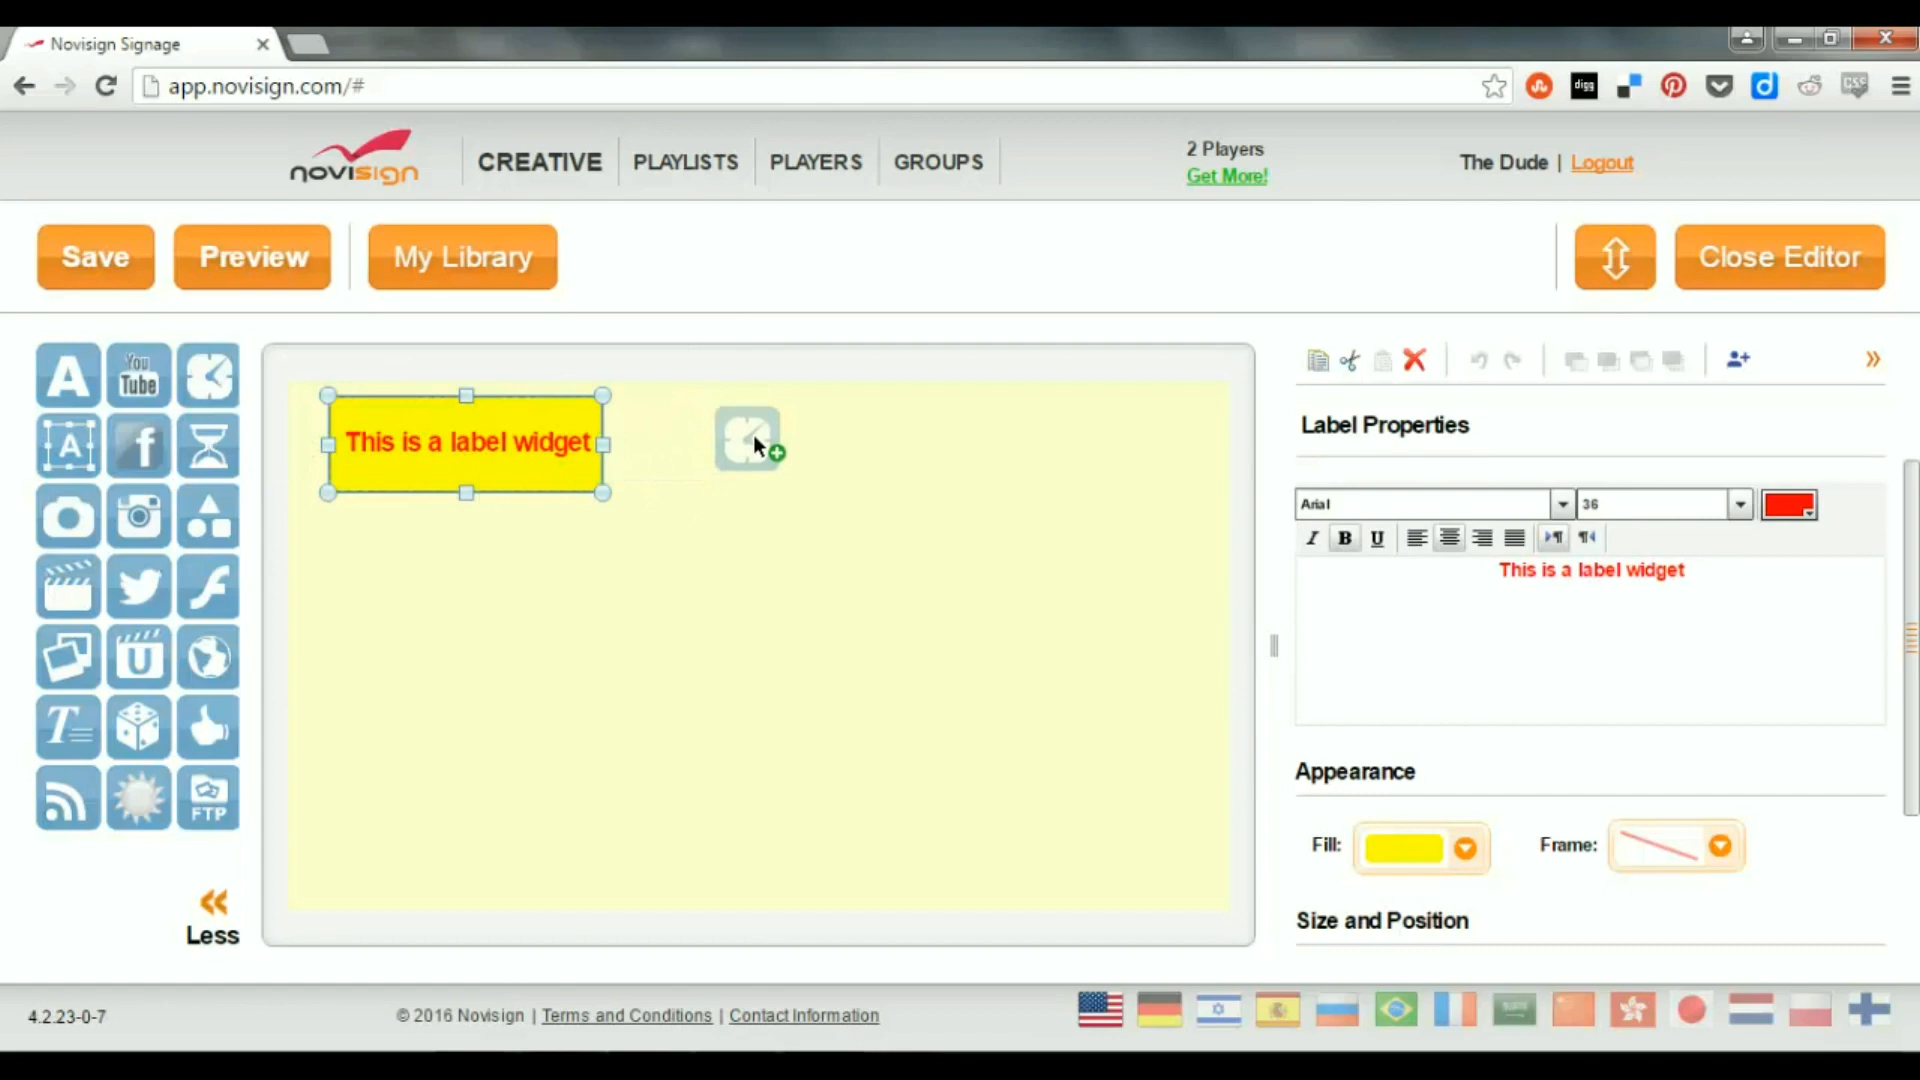 Novisign Signage
app.novisign.com/#
digg
CSS
novisign
CREATIVE
PLAYLISTS
PLAYERS
GROUPS
2 Players
Get More!
The Dude | Logout
Save
Preview
My Library
Close Editor
A
You
Tube
A
f
U
T
FTP
Less
This is a label widget
Label Properties
Arial
36
I B U
This is a label widget
Appearance
Fill:
Frame:
Size and Position
4.2.23-0-7
© 2016 Novisign | Terms and Conditions | Contact Information